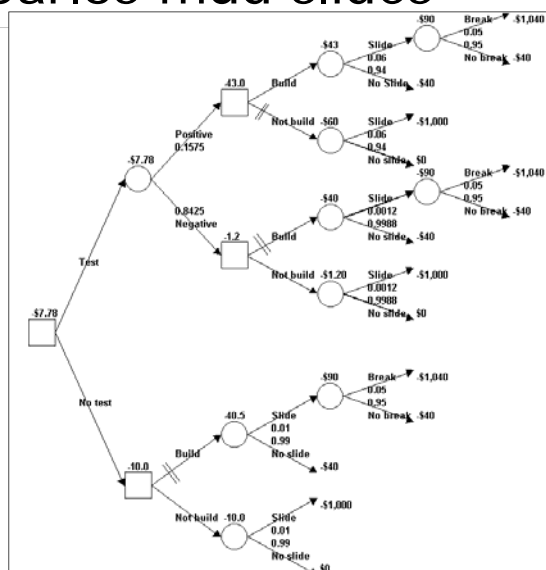 -$90
Break
-$1,040
0.05
0.95
No break
-$40
-$43
Slide
0.06
0.94
No Slide
-$40
-43.0
Build
Not build
-$60
Slide
0.06
0.94
No slide
-$1,000
$0
Positive
0.1575
-$7.78
0.8425
Negative
-$90
Break
-$1,040
0.05
0.95
No break
-$40
-$40
Slide
0.0012
0.9988
No slide
-$40
-1.2
Build
Not build
-$1.20
Slide
0.0012
0.9988
No slide
-$1,000
$0
Test
-$7.78
No test
-$90
Break
-$1,040
0.05
0.95
No break
-$40
-40.5
Slide
0.01
0.99
No slide
-$40
-10.0
Build
Not build
-10.0
Slide
0.01
0.99
No slide
-$1,000
$0